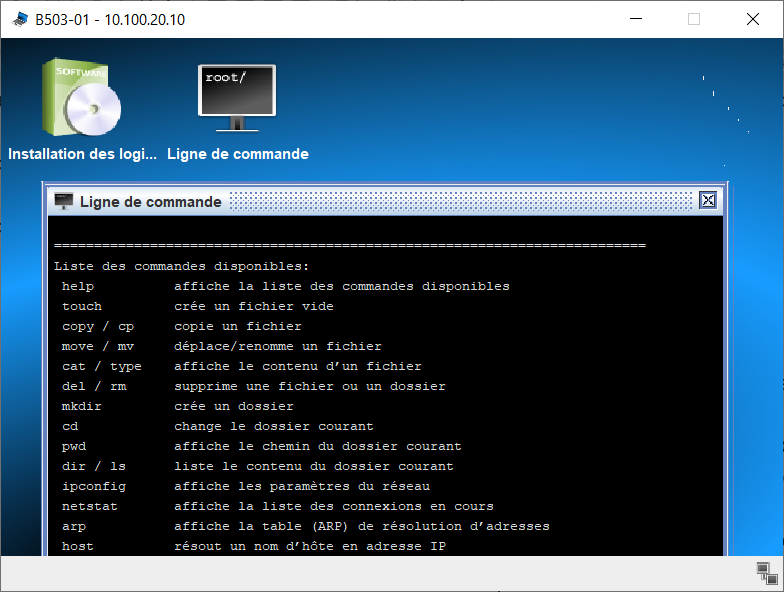 B503-01 - 10.100.20.10
SOFTWARE
root/
Installation des logi... Ligne de commande
Ligne de commande
==========================================================================
Liste des commandes disponibles:
help affiche la liste des commandes disponibles
touch crée un fichier vide
copy / cp copie un fichier
move / mv déplace/renomme un fichier
cat / type affiche le contenu d’un fichier
del / rm supprime une fichier ou un dossier
mkdir crée un dossier
cd change le dossier courant
pwd affiche le chemin du dossier courant
dir / ls liste le contenu du dossier courant
ipconfig affiche les paramètres du réseau
netstat affiche la liste des connexions en cours
arp affiche la table (ARP) de résolution d’adresses
host résout un nom d’hôte en adresse IP